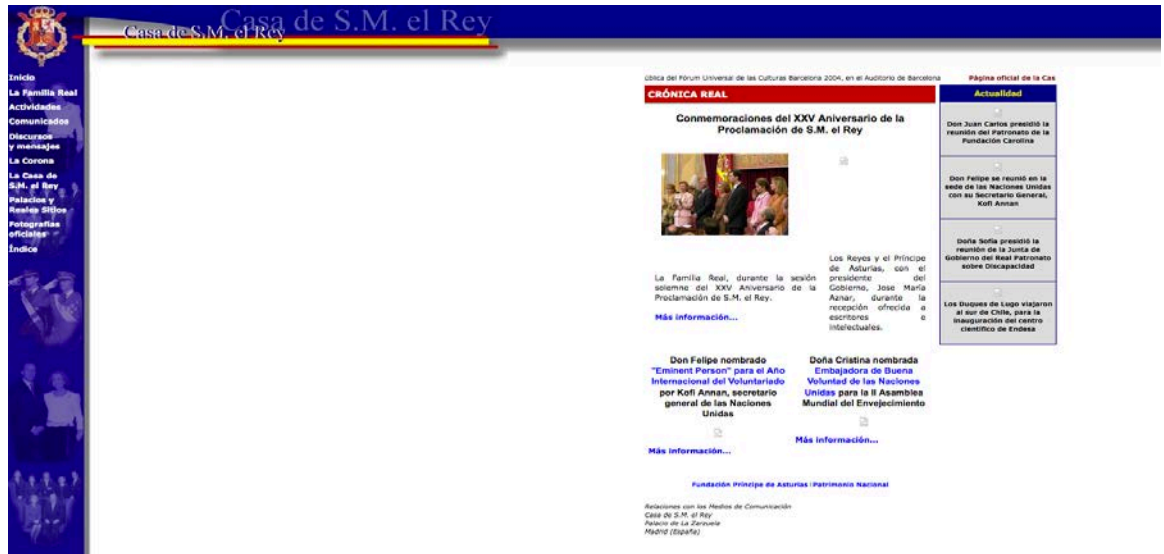 Casa de S.M. el Rey
Casa de S.M. el Rey
Inicio
La Familia Real
Actividades
Comunicados
Discursos
y mensajes
La Corona
La Casa de
S.M. el Rey
Palacios y
Reales Sitios
Fotografías
oficiales
Índice
ública del Fórum Universal de las Culturas Barcelona 2004, en el Auditorio de Barcelona
Página oficial de la Cas
CRÓNICA REAL
Conmemoraciones del XXV Aniversario de la
Proclamación de S.M. el Rey
La Familia Real, durante la sesión
solemne del XXV Aniversario de la
Proclamación de S.M. el Rey.
Más información...
Los Reyes y el Príncipe
de Asturias, con el
presidente del
Gobierno, Jose María
Aznar, durante la
recepción ofrecida a
escritores e
intelectuales.
Don Felipe nombrado
"Eminent Person" para el Año
Internacional del Voluntariado
por Kofi Annan, secretario
general de las Naciones
Unidas
Más información...
Doña Cristina nombrada
Embajadora de Buena
Voluntad de las Naciones
Unidas para la II Asamblea
Mundial del Envejecimiento
Más información...
Actualidad
Don Juan Carlos presidió la
reunión del Patronato de la
Fundación Carolina
Don Felipe se reunió en la
sede de las Naciones Unidas
con su Secretario General,
Kofi Annan
Doña Sofía presidió la
reunión de la Junta de
Gobierno del Real Patronato
sobre Discapacidad
Los Duques de Lugo viajaron
al sur de Chile, para la
inauguración del centro
científico de Endesa
Fundación Príncipe de Asturias | Patrimonio Nacional
Relaciones con los Medios de Comunicación
Casa de S.M. el Rey
Palacio de La Zarzuela
Madrid (España)